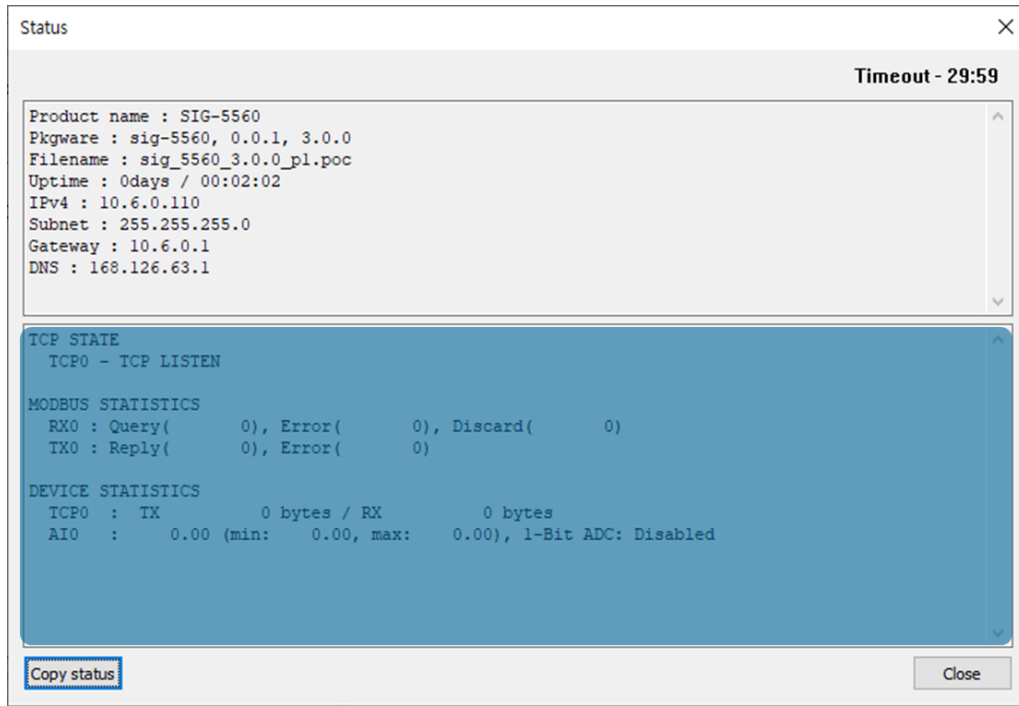 Status
Timeout - 29:59
Product name : SIG-5560
Pkgware : sig-5560, 0.0.1, 3.0.0
Filename : sig_5560_3.0.0_p1.poc
Uptime : 0days / 00:02:02
IPv4 : 10.6.0.110
Subnet : 255.255.255.0
Gateway : 10.6.0.1
DNS : 168.126.63.1
TCP STATE
TCP0 - TCP LISTEN
MODBUS STATISTICS
RX0 : Query(       0), Error(       0), Discard(       0)
TX0 : Reply(       0), Error(       0)
DEVICE STATISTICS
TCP0  :  TX          0 bytes / RX          0 bytes
AI0   :     0.00 (min:    0.00, max:    0.00), 1-Bit ADC: Disabled
Copy status
Close